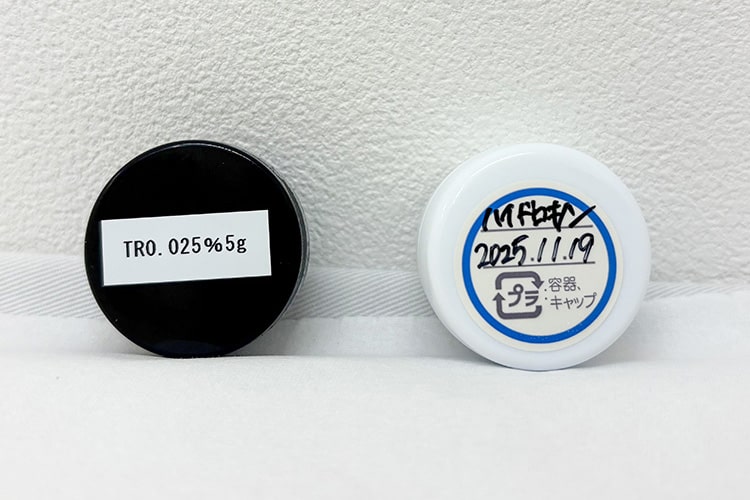 TR0.025%5g
ハイドロキノン
2025.11.19
プラ
:容器、
:キャップ